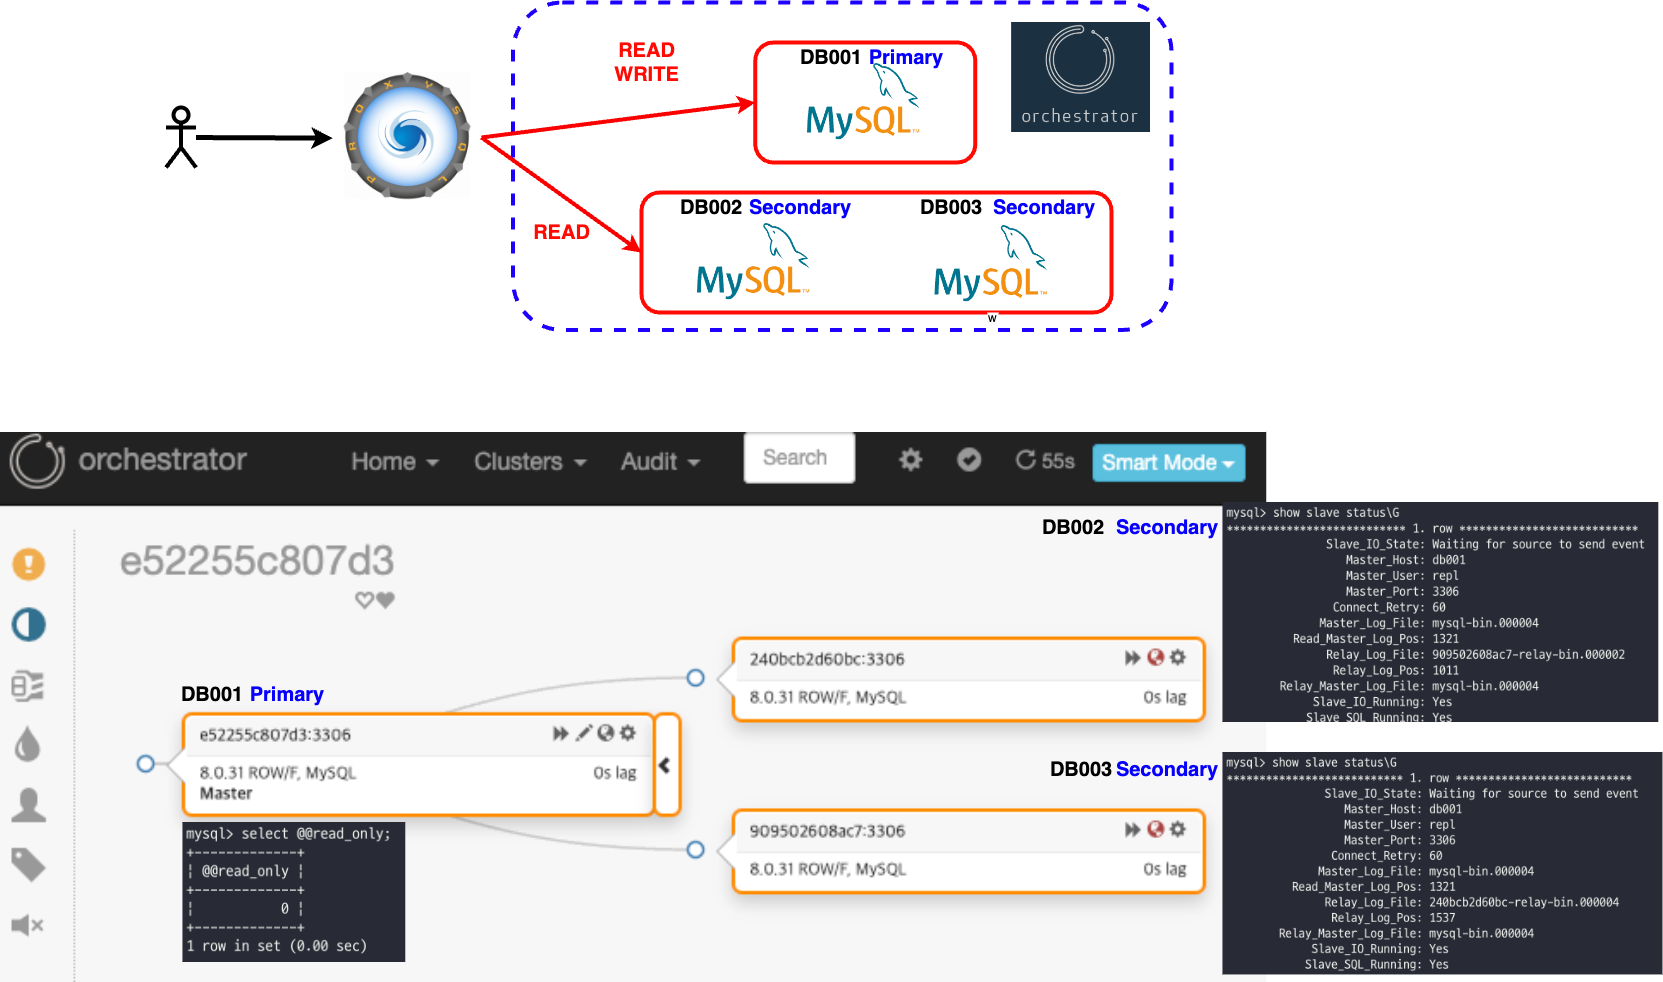 READ
WRITE
DB001 Primary
MySQL™
orchestrator
PROXYSQL
READ
DB002 Secondary
DB003 Secondary
MySQL™
MySQL™
w
orchestrator
Home
Clusters
Audit
Search
55s
Smart Mode
e52255c807d3
DB001 Primary
e52255c807d3:3306
8.0.31 ROW/F, MySQL
0s lag
Master
mysql> select @@read_only;
+-------------+
| @@read_only |
+-------------+
|           0 |
+-------------+
1 row in set (0.00 sec)
240bcb2d60bc:3306
8.0.31 ROW/F, MySQL
0s lag
909502608ac7:3306
8.0.31 ROW/F, MySQL
0s lag
DB002 Secondary
mysql> show slave status\G
*************************** 1. row ***************************
Slave_IO_State: Waiting for source to send event
Master_Host: db001
Master_User: repl
Master_Port: 3306
Connect_Retry: 60
Master_Log_File: mysql-bin.000004
Read_Master_Log_Pos: 1321
Relay_Log_File: 909502608ac7-relay-bin.000002
Relay_Log_Pos: 1011
Relay_Master_Log_File: mysql-bin.000004
Slave_IO_Running: Yes
Slave_SQL_Running: Yes
DB003 Secondary
mysql> show slave status\G
*************************** 1. row ***************************
Slave_IO_State: Waiting for source to send event
Master_Host: db001
Master_User: repl
Master_Port: 3306
Connect_Retry: 60
Master_Log_File: mysql-bin.000004
Read_Master_Log_Pos: 1321
Relay_Log_File: 240bcb2d60bc-relay-bin.000004
Relay_Log_Pos: 1537
Relay_Master_Log_File: mysql-bin.000004
Slave_IO_Running: Yes
Slave_SQL_Running: Yes